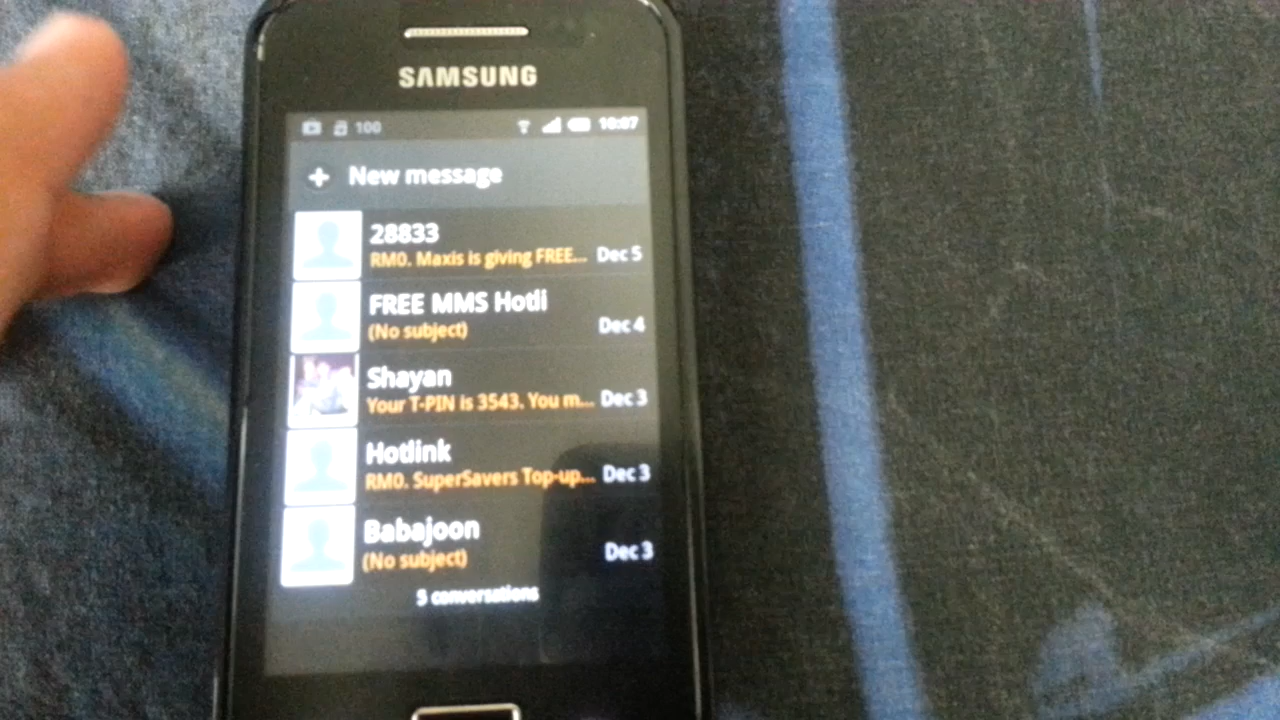 SAMSUNG
100 10:07
New message
28833
RM0. Maxis is giving FREE... Dec 5
FREE MMS Hotli
(No subject) Dec 4
Shayan
Your T-PIN is 3543. You m... Dec 3
Hotlink
RM0. SuperSavers Top-up... Dec 3
Babajoon
(No subject) Dec 3
5 conversations